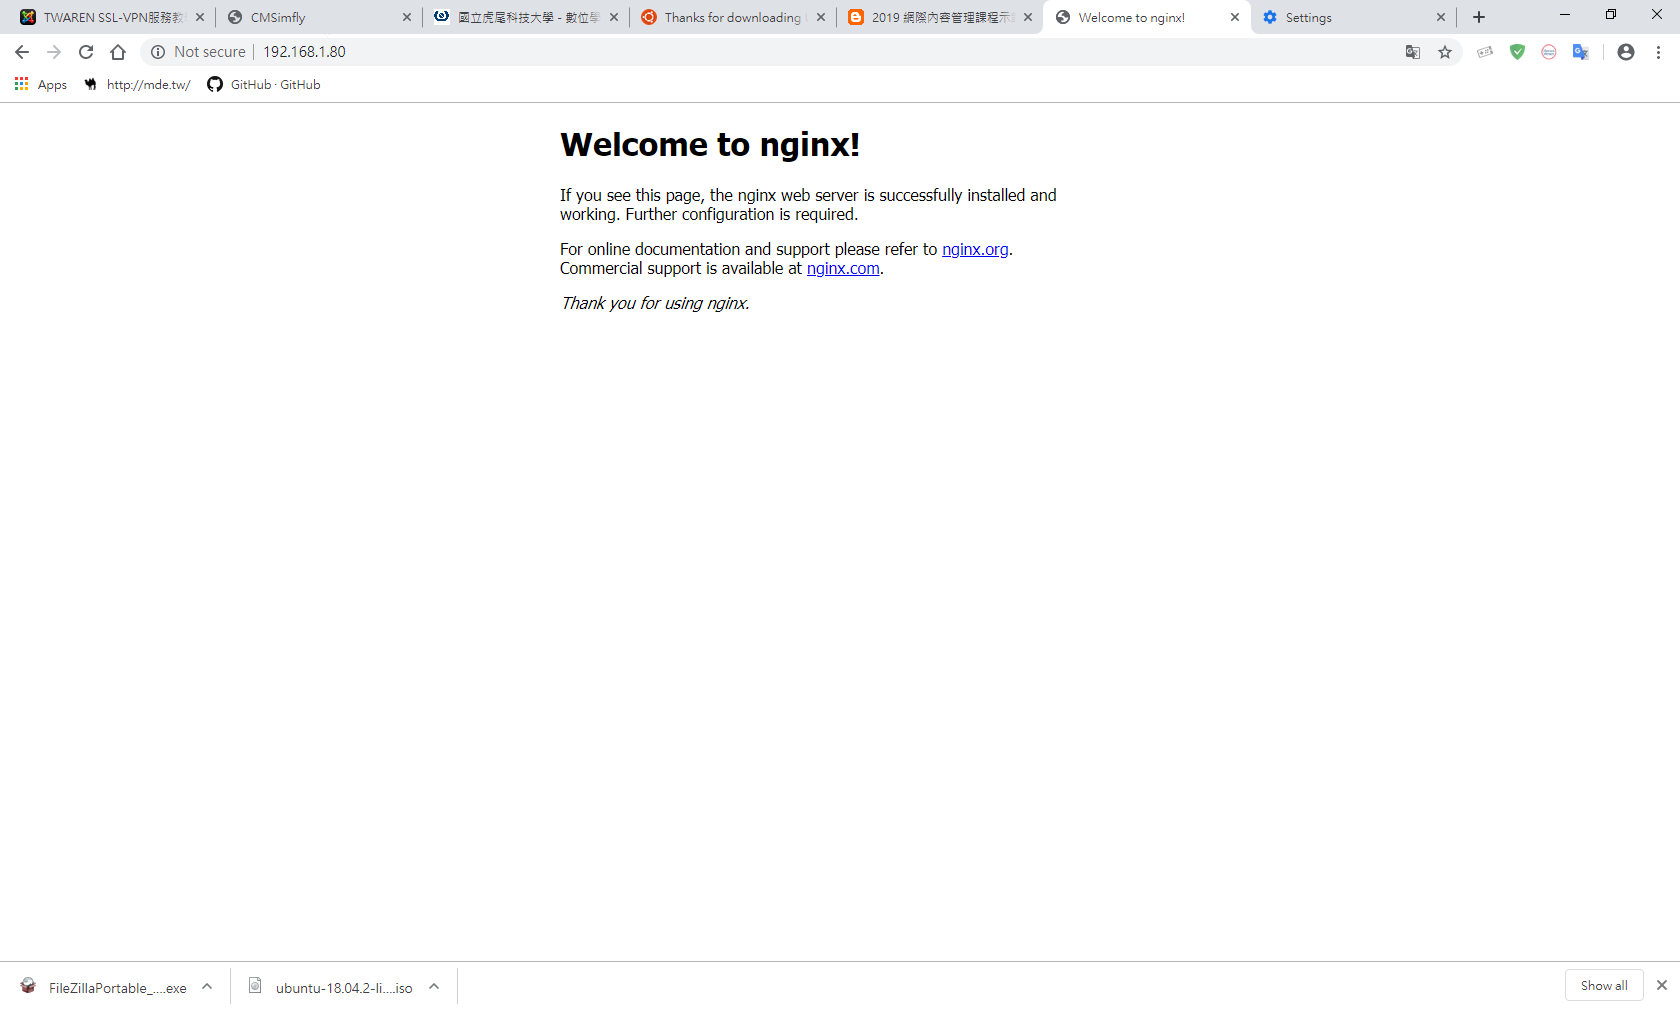 TWAREN SSL-VPN服務教
CMSimfly
國立虎尾科技大學 - 數位學
Thanks for downloading
2019 網際內容管理課程示
Welcome to nginx!
Settings
Not secure
192.168.1.80
Apps
http://mde.tw/
GitHub · GitHub
Welcome to nginx!
If you see this page, the nginx web server is successfully installed and
working. Further configuration is required.
For online documentation and support please refer to nginx.org.
Commercial support is available at nginx.com.
Thank you for using nginx.
FileZillaPortable_....exe
ubuntu-18.04.2-li....iso
Show all